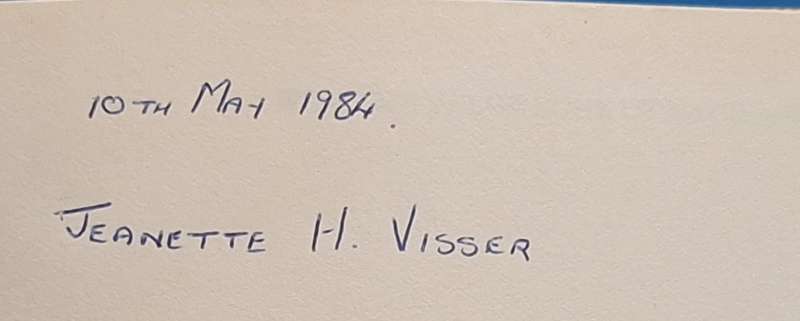 10TH MAY 1984.
JEANETTE H. VISSER